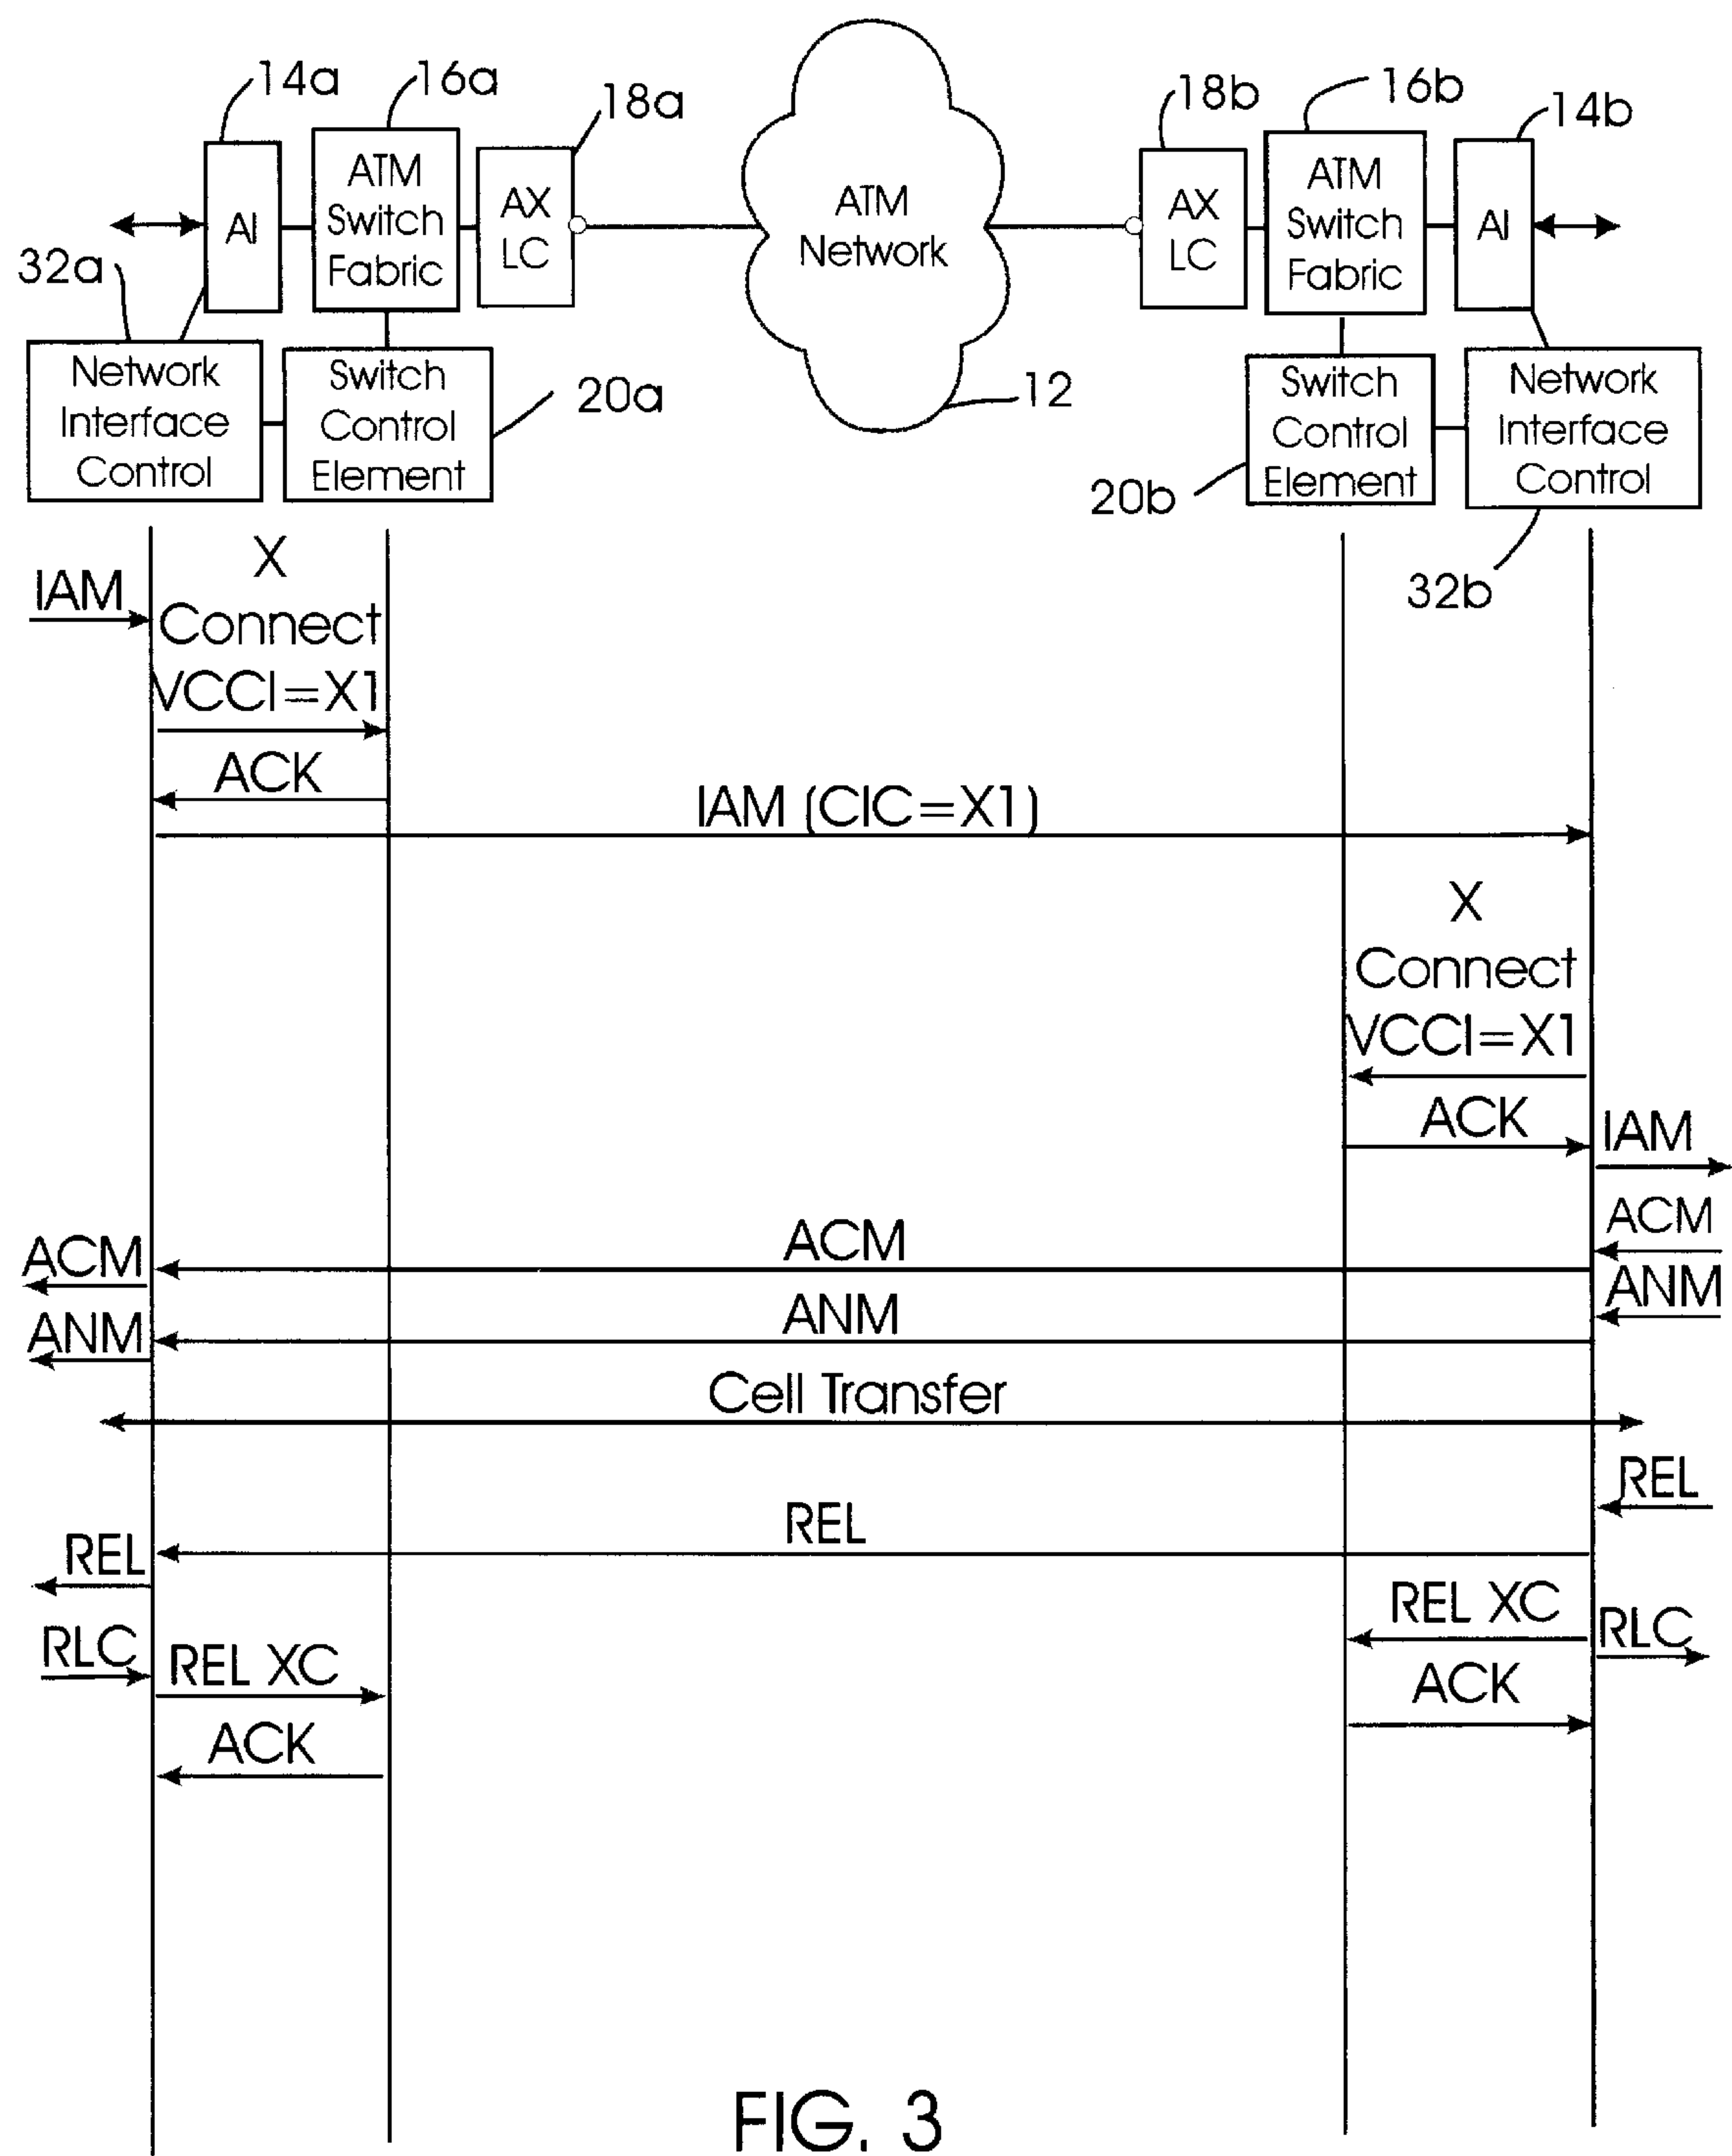 14a
16a
18a
18b
16b
14b
AI
ATM
Switch
Fabric
AX
LC
ATM
Network
AX
LC
ATM
Switch
Fabric
AI
32a
Network
Interface
Control
Switch
Control
Element
20a
12
Switch
Control
Element
Network
Interface
Control
20b
32b
IAM
X
Connect
VCCI=X1
ACK
IAM (CIC=X1)
X
Connect
VCCI=X1
ACK
IAM
ACM
ACM
ACM
ANM
ANM
ANM
Cell Transfer
REL
REL
REL
REL XC
RLC
RLC
REL XC
ACK
ACK
FIG. 3